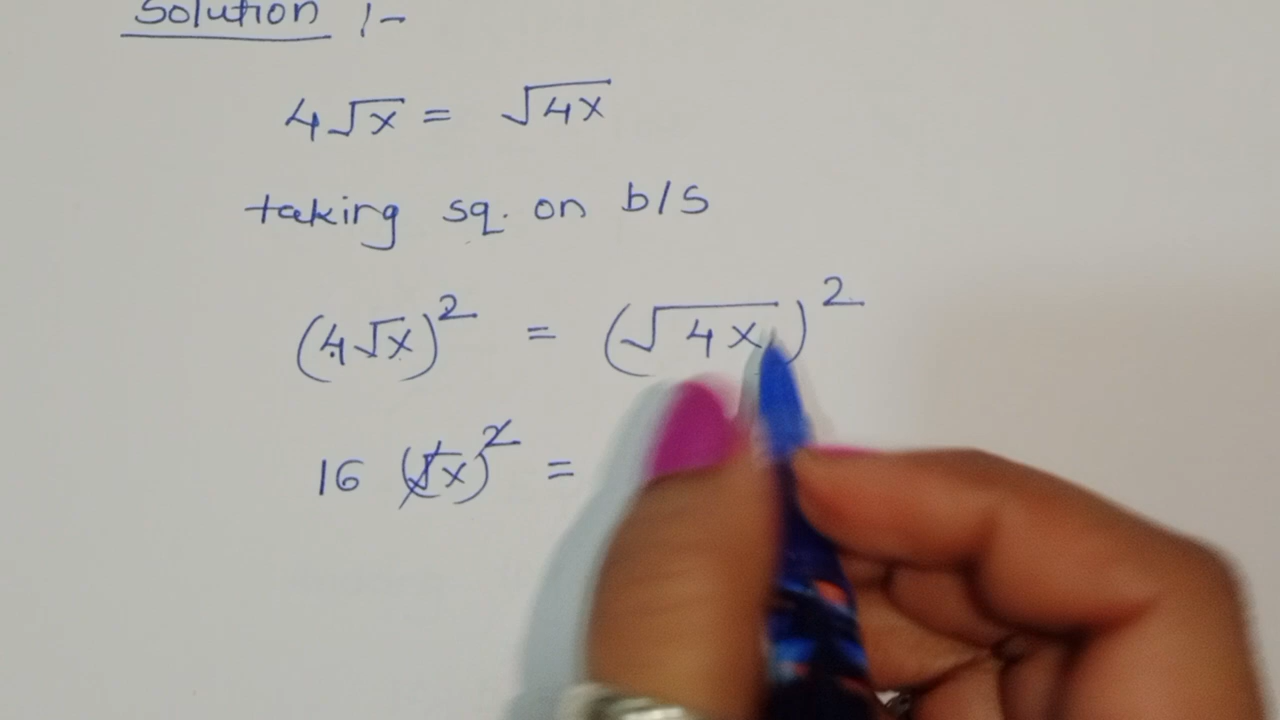 Solution :-
4√x = √4x
taking sq. on b/s
(4√x)² = (√4x)²
16 (√x)² =